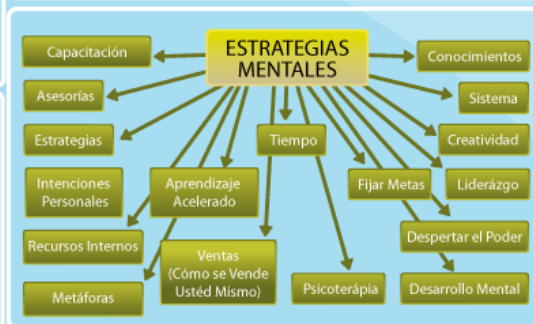 ESTRATEGIAS
MENTALES
Capacitación
Conocimientos
Asesorías
Sistema
Estrategias
Tiempo
Creatividad
Intenciones
Personales
Aprendizaje
Acelerado
Fijar Metas
Liderázgo
Recursos Internos
Ventas
(Cómo se Vende
Ustéd Mismo)
Despertar el Poder
Metáforas
Psicoterápia
Desarrollo Mental